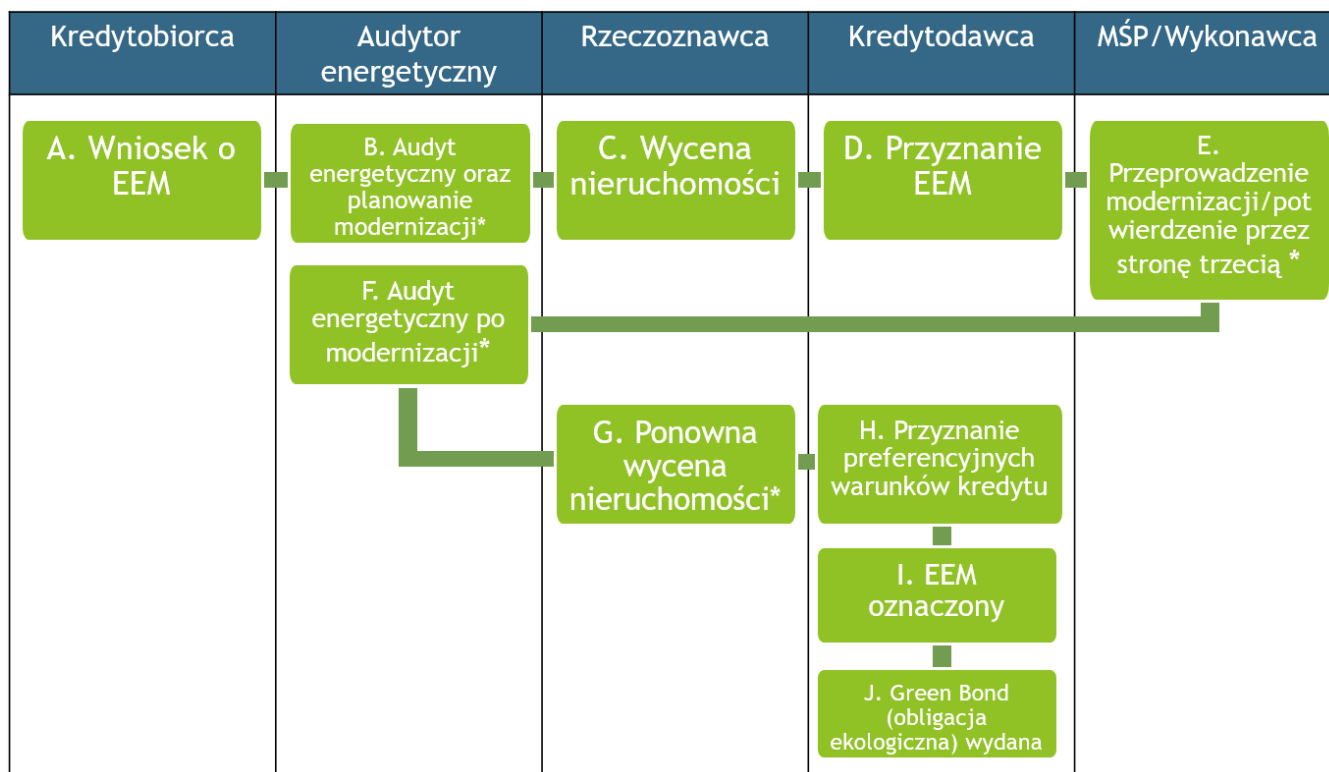 Kredytobiorca
Audytor
energetyczny
Rzeczoznawca
Kredytodawca
MŚP/Wykonawca
A. Wniosek o
EEM
B. Audyt
energetyczny oraz
planowanie
modernizacji*
C. Wycena
nieruchomości
D. Przyznanie
EEM
E.
Przeprowadzenie
modernizacji/pot
wierdzenie przez
stronę trzecią *
F. Audyt
energetyczny po
modernizacji*
G. Ponowna
wycena
nieruchomości*
H. Przyznanie
preferencyjnych
warunków kredytu
I. EEM
oznaczony
J. Green Bond
(obligacja
ekologiczna) wydana